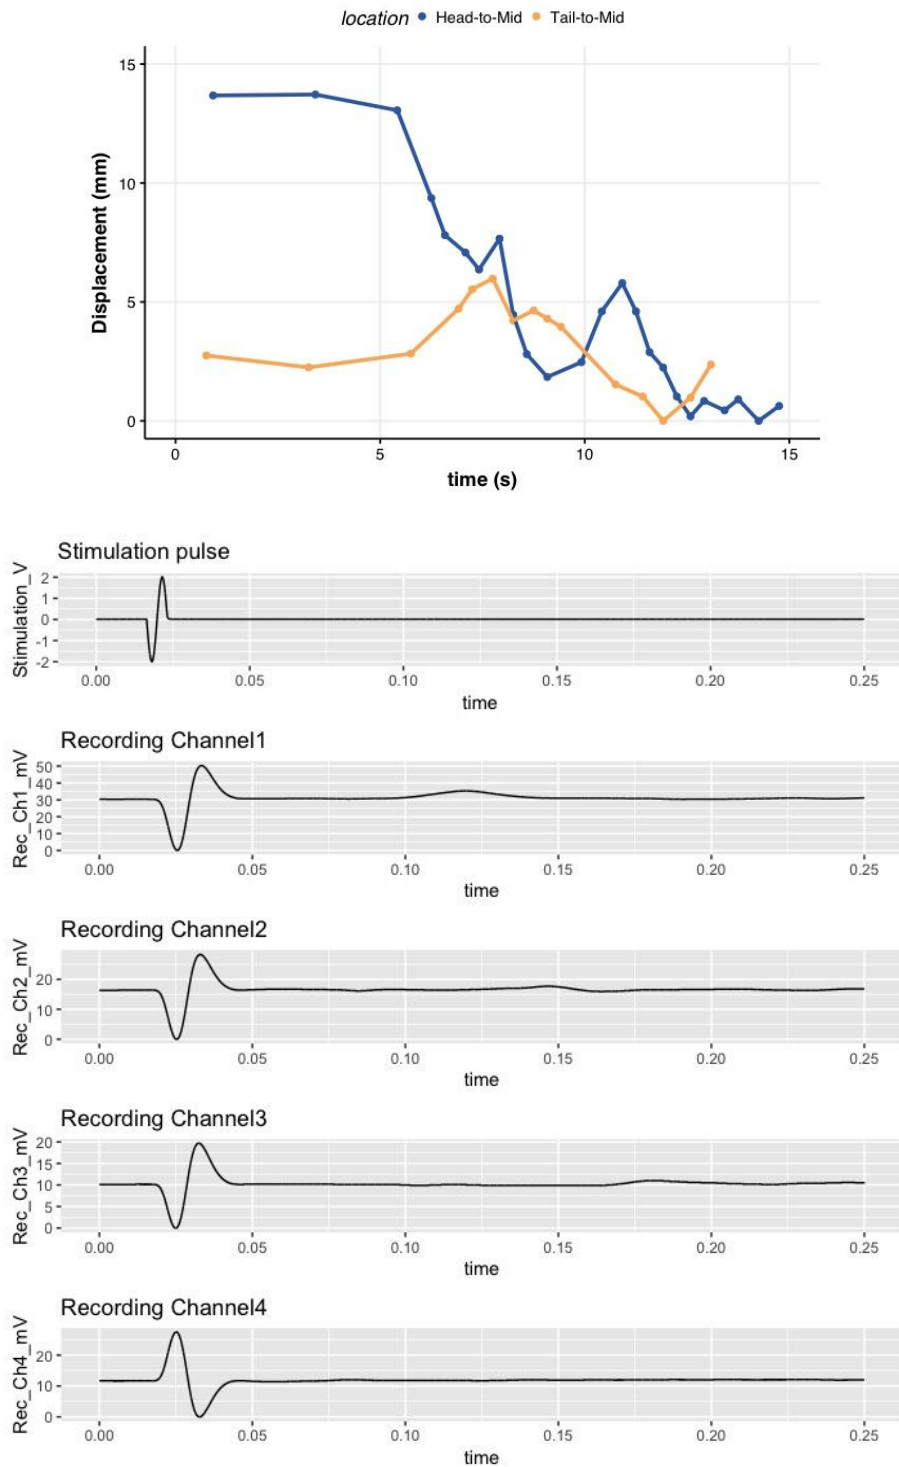 location Head-to-Mid Tail-to-Mid
15
10
5
0
Displacement (mm)
0 5 10 15
time (s)
Stimulation pulse
Stimulation_V
2
1
0
-1
-2
0.00 0.05 0.10 0.15 0.20 0.25
time
Recording Channel1
Rec_Ch1_mV
50
40
30
20
10
0
0.00 0.05 0.10 0.15 0.20 0.25
time
Recording Channel2
Rec_Ch2_mV
20
10
0
0.00 0.05 0.10 0.15 0.20 0.25
time
Recording Channel3
Rec_Ch3_mV
20
15
10
5
0
0.00 0.05 0.10 0.15 0.20 0.25
time
Recording Channel4
Rec_Ch4_mV
20
10
0
0.00 0.05 0.10 0.15 0.20 0.25
time